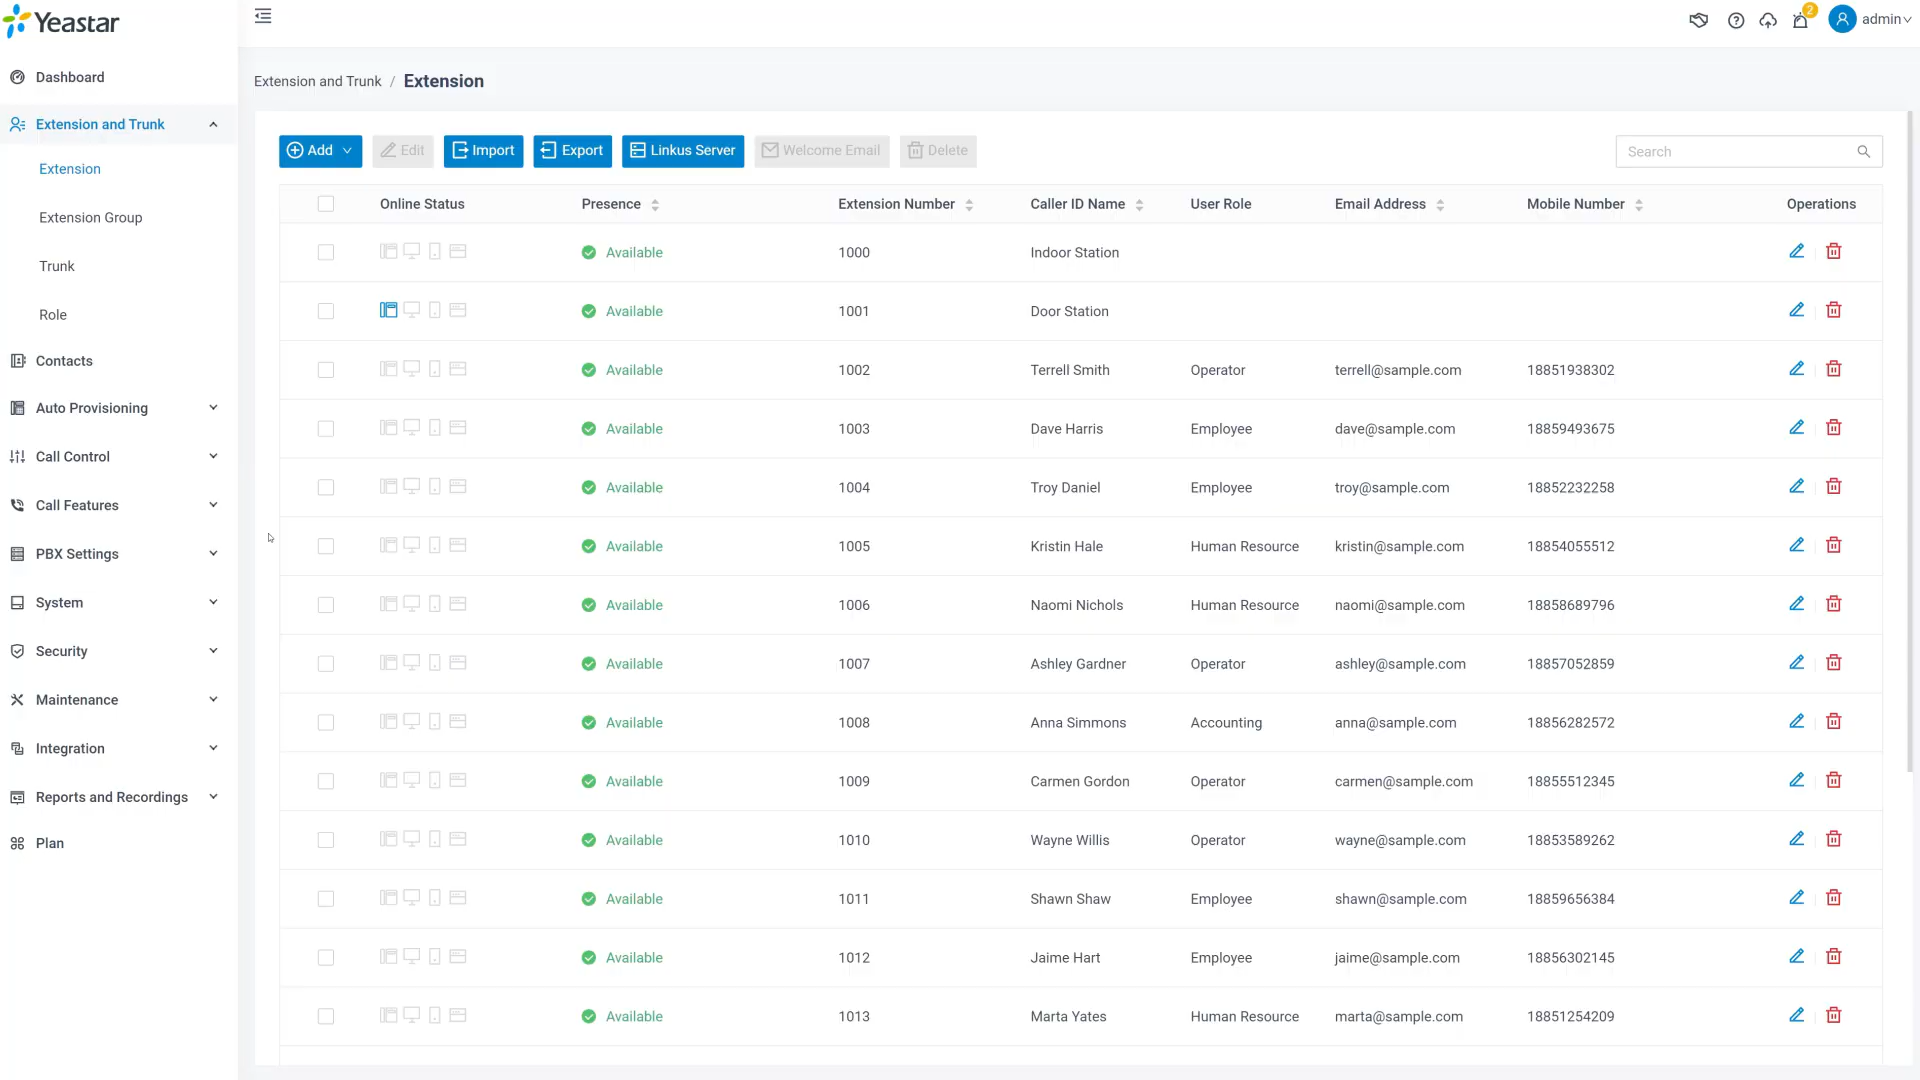 Yeastar
2
admin
Dashboard
Extension and Trunk
Extension
Extension Group
Trunk
Role
Contacts
Auto Provisioning
Call Control
Call Features
PBX Settings
System
Security
Maintenance
Integration
Reports and Recordings
Plan
Extension and Trunk / Extension
Add Edit Import Export Linkus Server Welcome Email Delete Search
Online Status Presence Extension Number Caller ID Name User Role Email Address Mobile Number Operations
Available 1000 Indoor Station
Available 1001 Door Station
Available 1002 Terrell Smith Operator terrell@sample.com 18851938302
Available 1003 Dave Harris Employee dave@sample.com 18859493675
Available 1004 Troy Daniel Employee troy@sample.com 18852232258
Available 1005 Kristin Hale Human Resource kristin@sample.com 18854055512
Available 1006 Naomi Nichols Human Resource naomi@sample.com 18858689796
Available 1007 Ashley Gardner Operator ashley@sample.com 18857052859
Available 1008 Anna Simmons Accounting anna@sample.com 18856282572
Available 1009 Carmen Gordon Operator carmen@sample.com 18855512345
Available 1010 Wayne Willis Operator wayne@sample.com 18853589262
Available 1011 Shawn Shaw Employee shawn@sample.com 18859656384
Available 1012 Jaime Hart Employee jaime@sample.com 18856302145
Available 1013 Marta Yates Human Resource marta@sample.com 18851254209